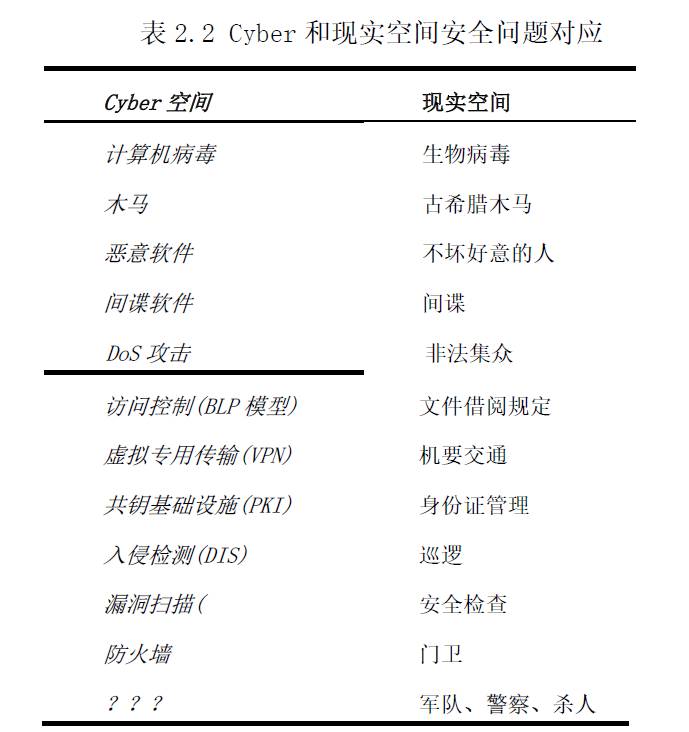 表 2.2 Cyber 和现实空间安全问题对应
Cyber 空间 现实空间
计算机病毒 生物病毒
木马 古希腊木马
恶意软件 不坏好意的人
间谍软件 间谍
DoS 攻击 非法集众
访问控制(BLP 模型) 文件借阅规定
虚拟专用传输(VPN) 机要交通
共钥基础设施(PKI) 身份证管理
入侵检测(DIS) 巡逻
漏洞扫描( 安全检查
防火墙 门卫
？？？ 军队、警察、杀人